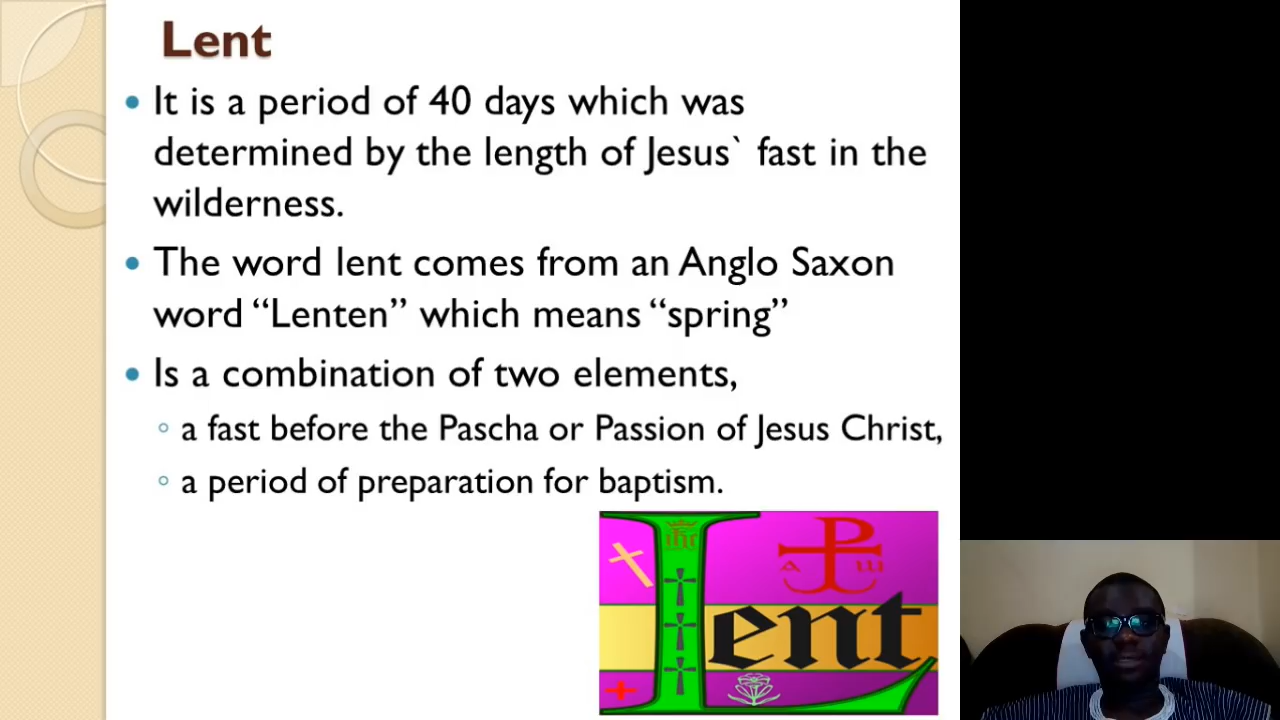 Lent
It is a period of 40 days which was
determined by the length of Jesus` fast in the
wilderness.
The word lent comes from an Anglo Saxon
word “Lenten” which means “spring”
Is a combination of two elements,
a fast before the Pascha or Passion of Jesus Christ,
a period of preparation for baptism.
Lent